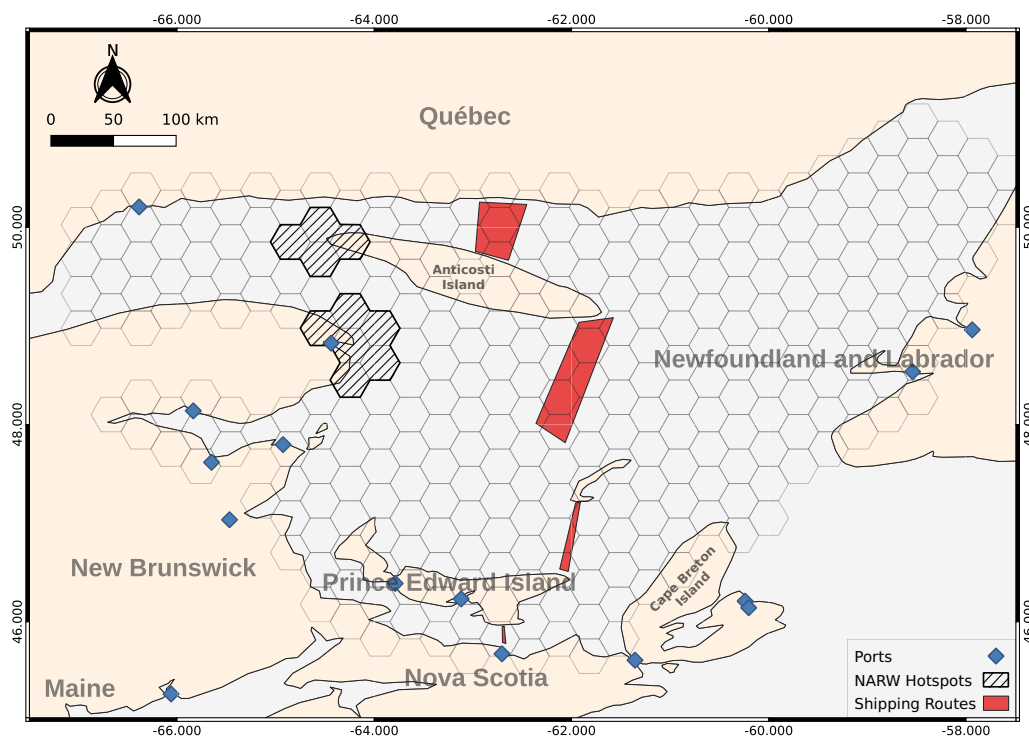 -66.000 -64.000 -62.000 -60.000 -58.000
N
0 50 100 km
Québec
50.000 50.000
Anticosti
Island
Newfoundland and Labrador
48.000 48.000
New Brunswick
Prince Edward Island
Cape Breton
Island
46.000 46.000
Nova Scotia
Maine
Ports
NARW Hotspots
Shipping Routes
-66.000 -64.000 -62.000 -60.000 -58.000